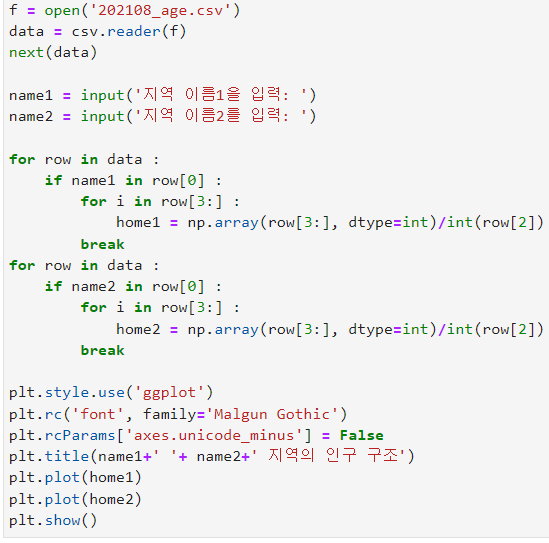 f = open('202108_age.csv')
data = csv.reader(f)
next(data)

name1 = input('지역 이름1을 입력: ')
name2 = input('지역 이름2를 입력: ')

for row in data :
    if name1 in row[0] :
        for i in row[3:] :
            home1 = np.array(row[3:], dtype=int)/int(row[2])
        break
for row in data :
    if name2 in row[0] :
        for i in row[3:] :
            home2 = np.array(row[3:], dtype=int)/int(row[2])
        break

plt.style.use('ggplot')
plt.rc('font', family='Malgun Gothic')
plt.rcParams['axes.unicode_minus'] = False
plt.title(name1+' '+ name2+' 지역의 인구 구조')
plt.plot(home1)
plt.plot(home2)
plt.show()